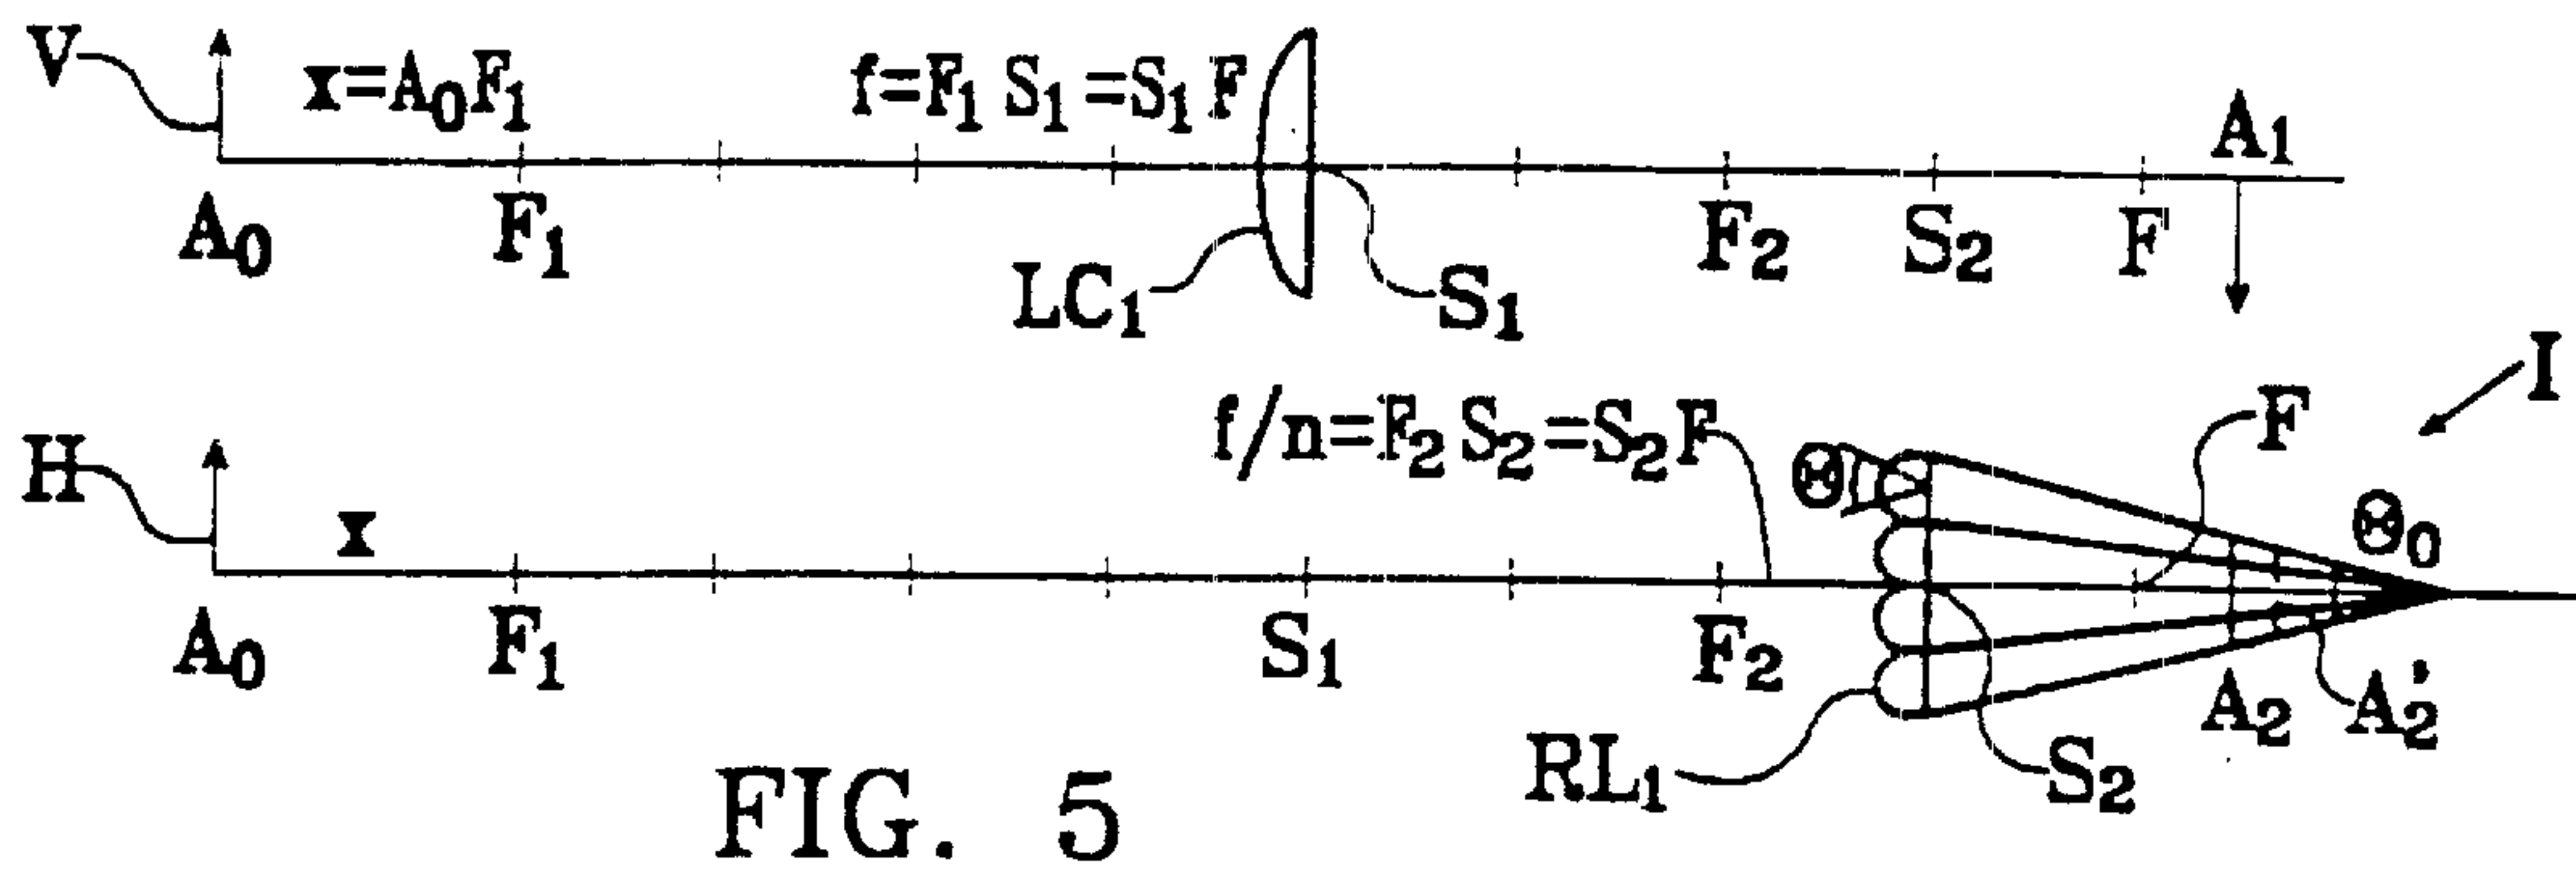 V
x=A₀F₁
f=F₁ S₁ =S₁ F
A₁
A₀
F₁
LC₁
S₁
F₂
S₂
F
I
H
x
f/n=F₂ S₂=S₂ F
Θ
F
Θ₀
A₀
F₁
S₁
F₂
RL₁
S₂
A₂
A₂'
FIG. 5